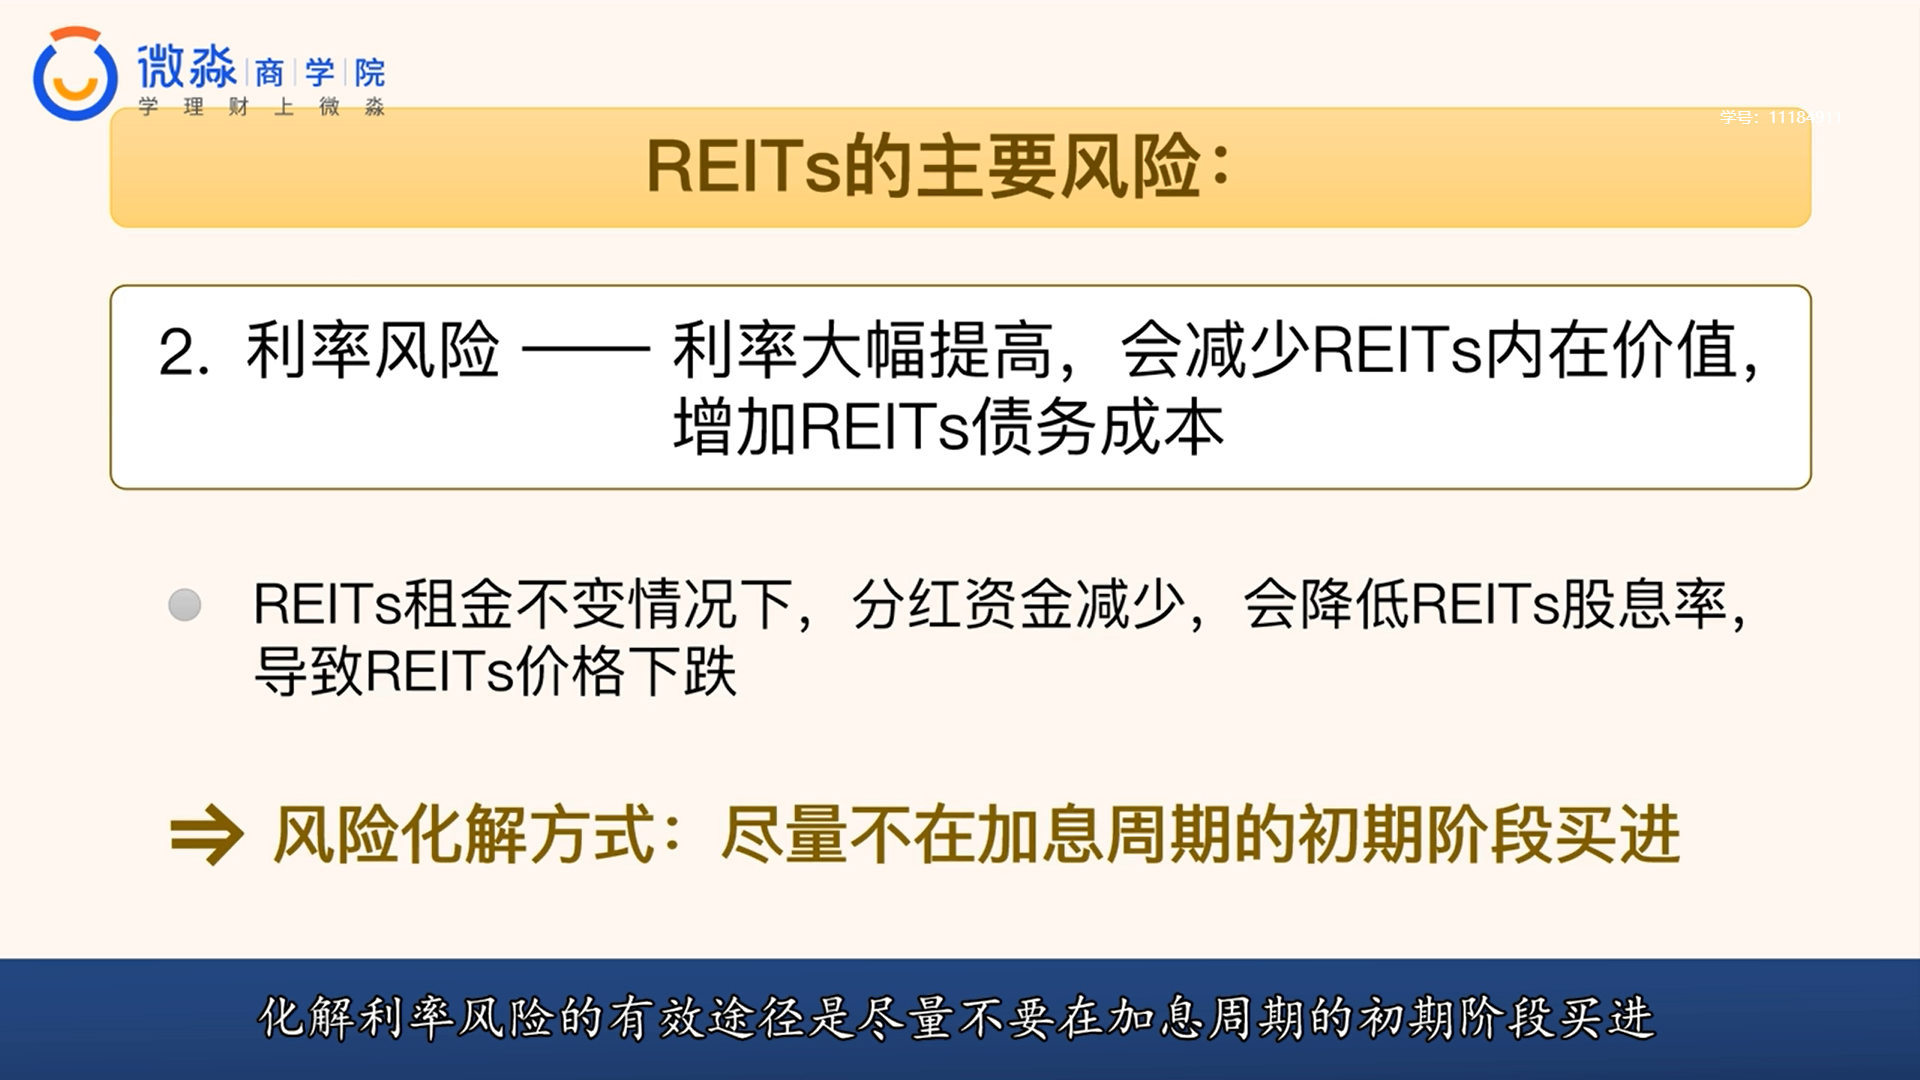 微淼商学院
学理财上微淼
学号：11184911
REITs的主要风险：
2. 利率风险 —— 利率大幅提高，会减少REITs内在价值，
增加REITs债务成本
REITs租金不变情况下，分红资金减少，会降低REITs股息率，
导致REITs价格下跌
⇒ 风险化解方式：尽量不在加息周期的初期阶段买进
化解利率风险的有效途径是尽量不要在加息周期的初期阶段买进